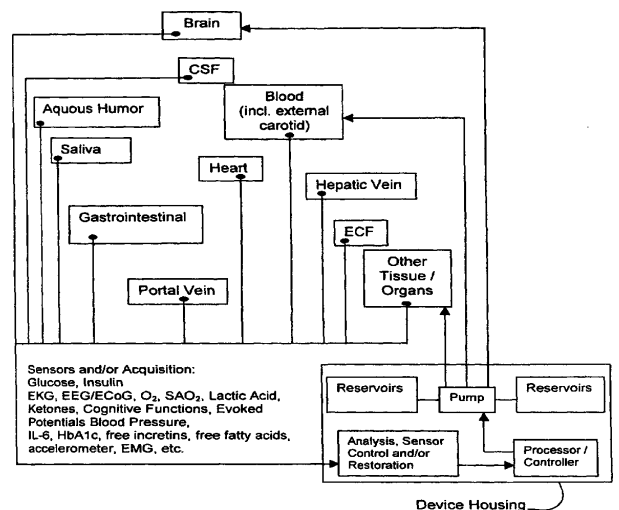 Brain
CSF
Blood
(incl. external
carotid)
Aquous Humor
Saliva
Heart
Hepatic Vein
Gastrointestinal
ECF
Other
Tissue /
Organs
Portal Vein
Sensors and/or Acquisition:
Glucose, Insulin
EKG, EEG/ECoG, O₂, SAO₂, Lactic Acid,
Ketones, Cognitive Functions, Evoked
Potentials Blood Pressure,
IL-6, HbA1c, free incretins, free fatty acids,
accelerometer, EMG, etc.
Reservoirs
Pump
Reservoirs
Analysis, Sensor
Control and/or
Restoration
Processor /
Controller
Device Housing